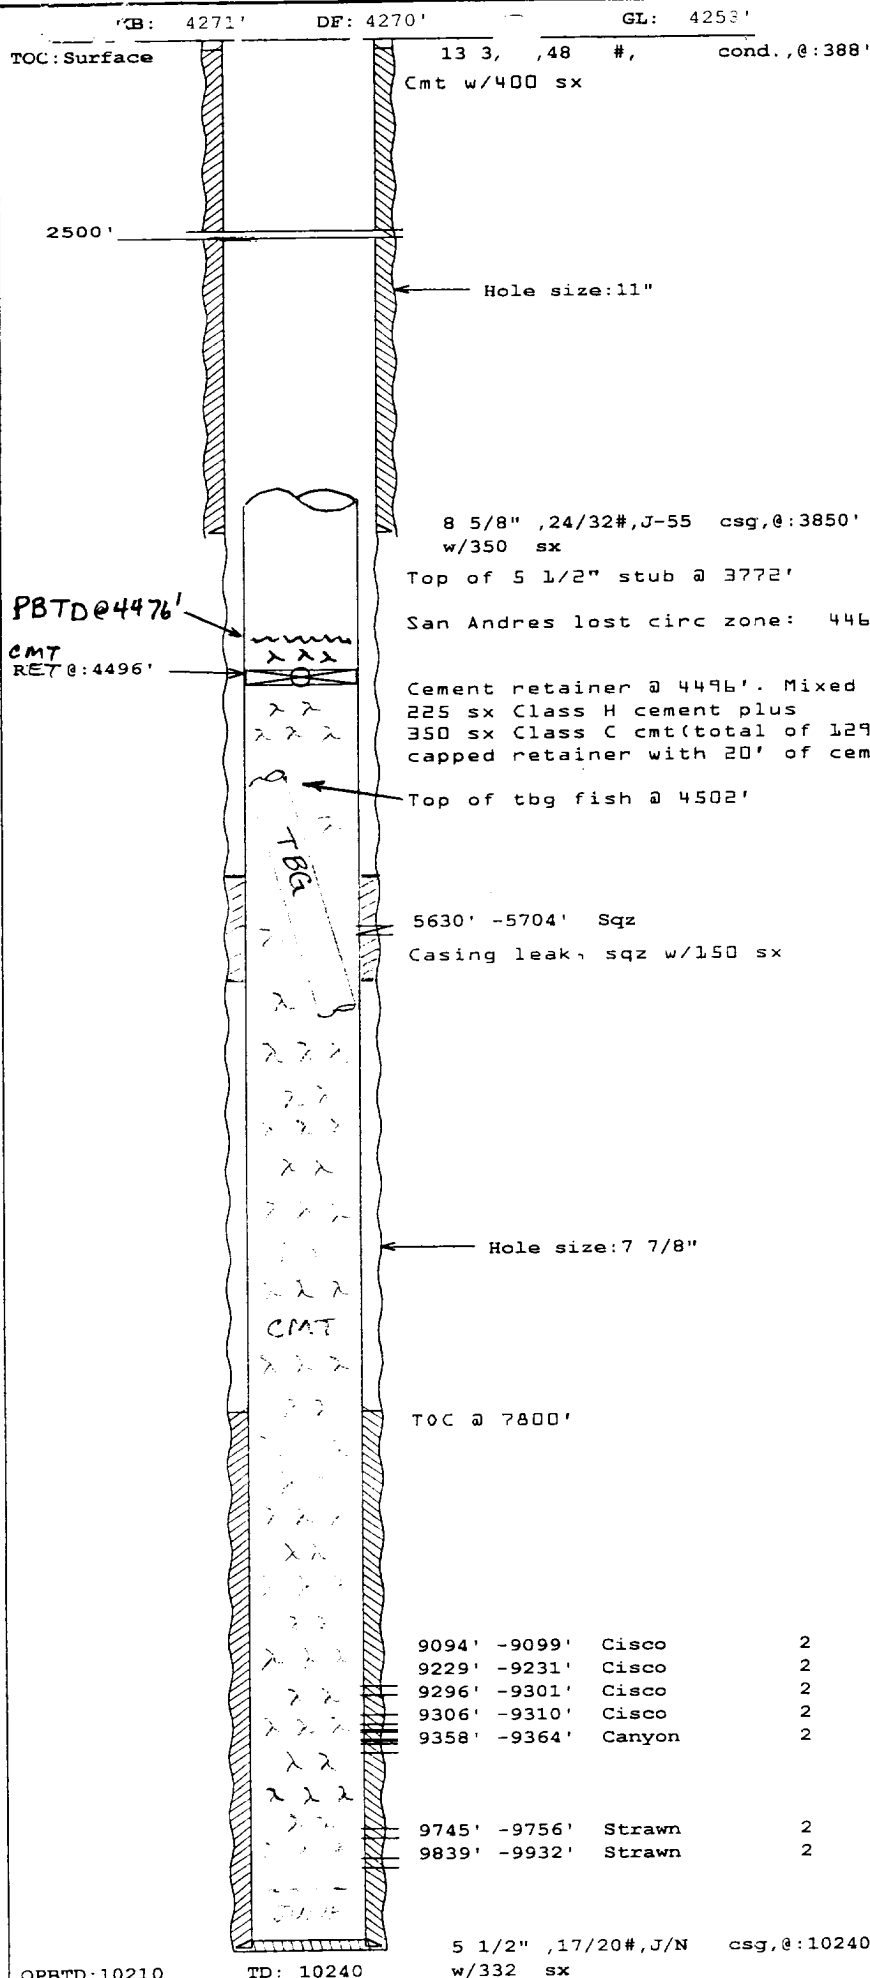 KB: 4271' DF: 4270' GL: 4253'
TOC:Surface 13 3, ,48 #, cond.,@:388'
Cmt w/400 sx
2500'
Hole size:11"
8 5/8" ,24/32#,J-55 csg,@:3850'
w/350 sx
Top of 5 1/2" stub @ 3772'
PBTD@4476'
San Andres lost circ zone: 446
CMT
RET@:4496'
Cement retainer @ 4496'. Mixed
225 sx Class H cement plus
350 sx Class C cmt(total of 129
capped retainer with 20' of cem
Top of tbg fish @ 4502'
TBG
5630' -5704' Sqz
Casing leak, sqz w/150 sx
Hole size:7 7/8"
CMT
TOC @ 7800'
9094' -9099' Cisco 2
9229' -9231' Cisco 2
9296' -9301' Cisco 2
9306' -9310' Cisco 2
9358' -9364' Canyon 2
9745' -9756' Strawn 2
9839' -9932' Strawn 2
JUNK
5 1/2" ,17/20#,J/N csg,@:10240
OPBTD:10210 TD: 10240 w/332 sx